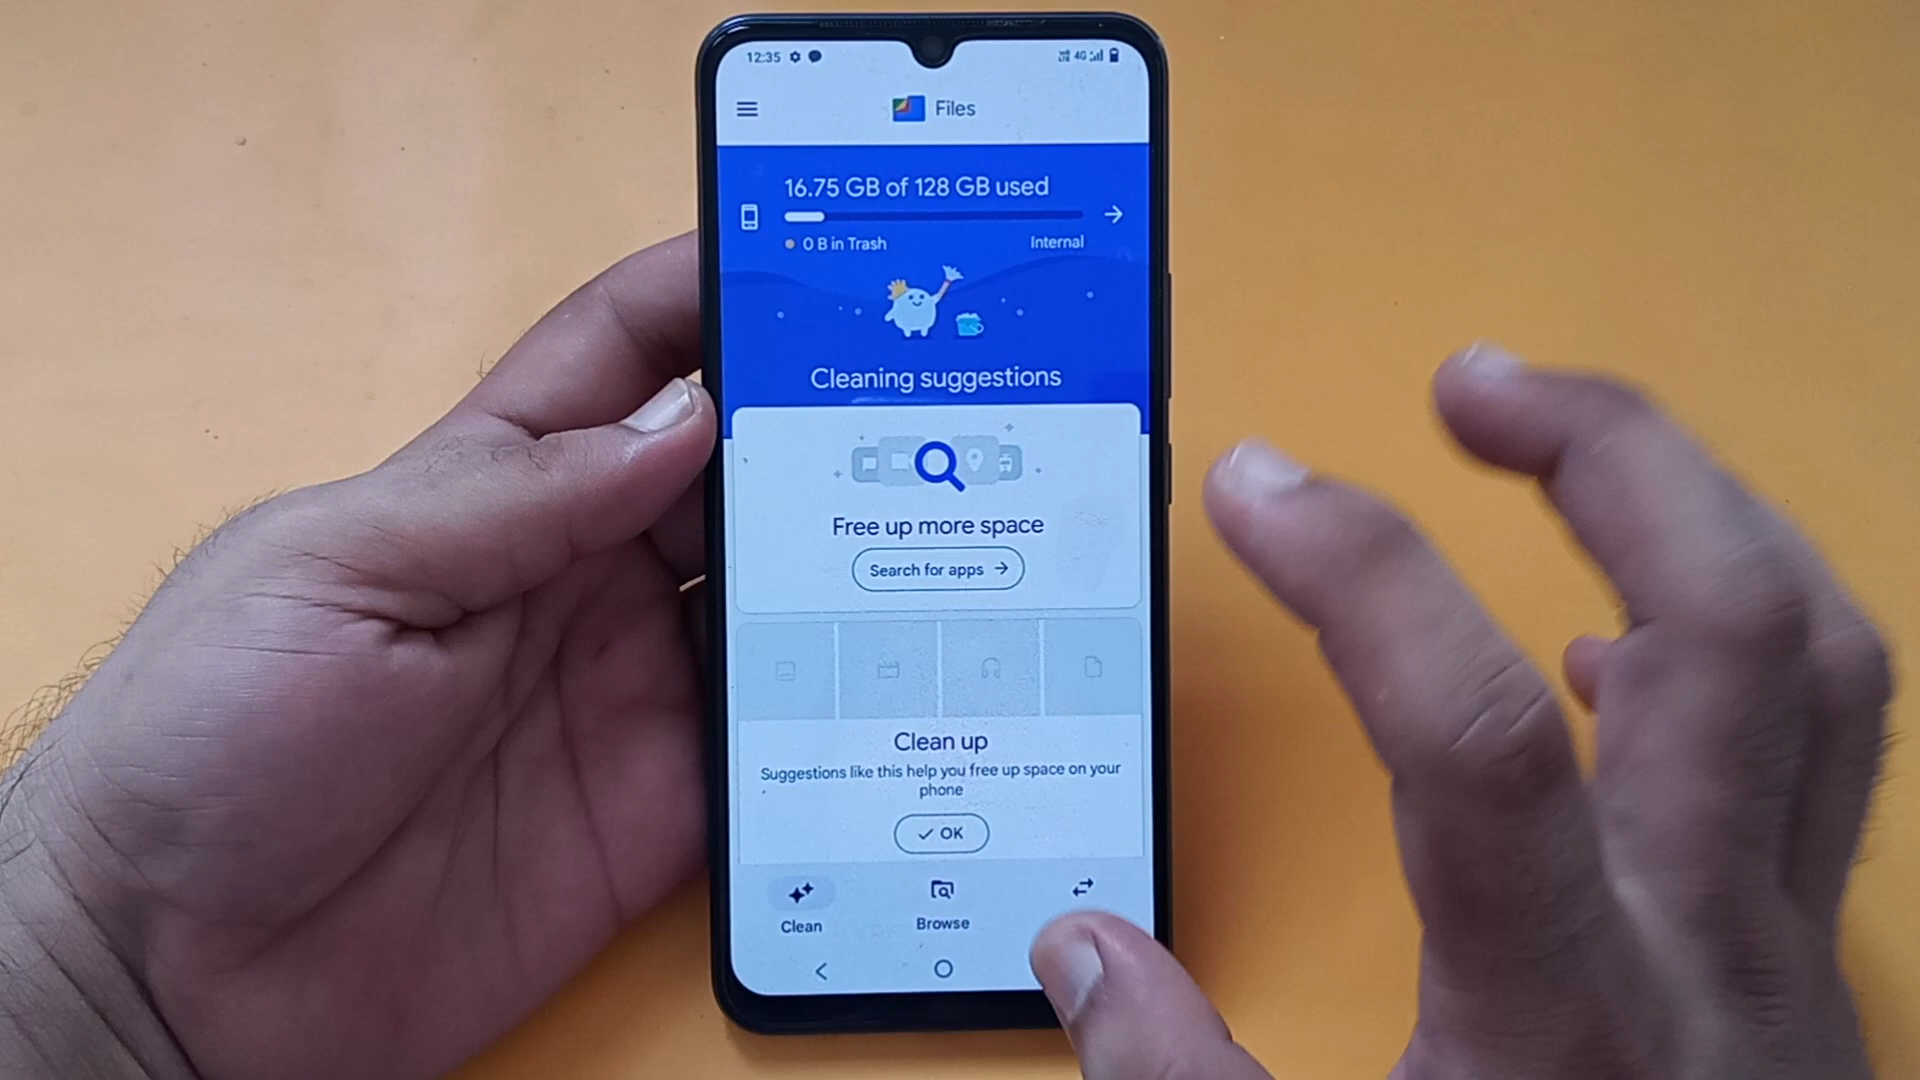 12:35
4G
Files
16.75 GB of 128 GB used
0 B in Trash
Internal
Cleaning suggestions
Free up more space
Search for apps
Clean up
Suggestions like this help you free up space on your
phone
OK
Clean
Browse